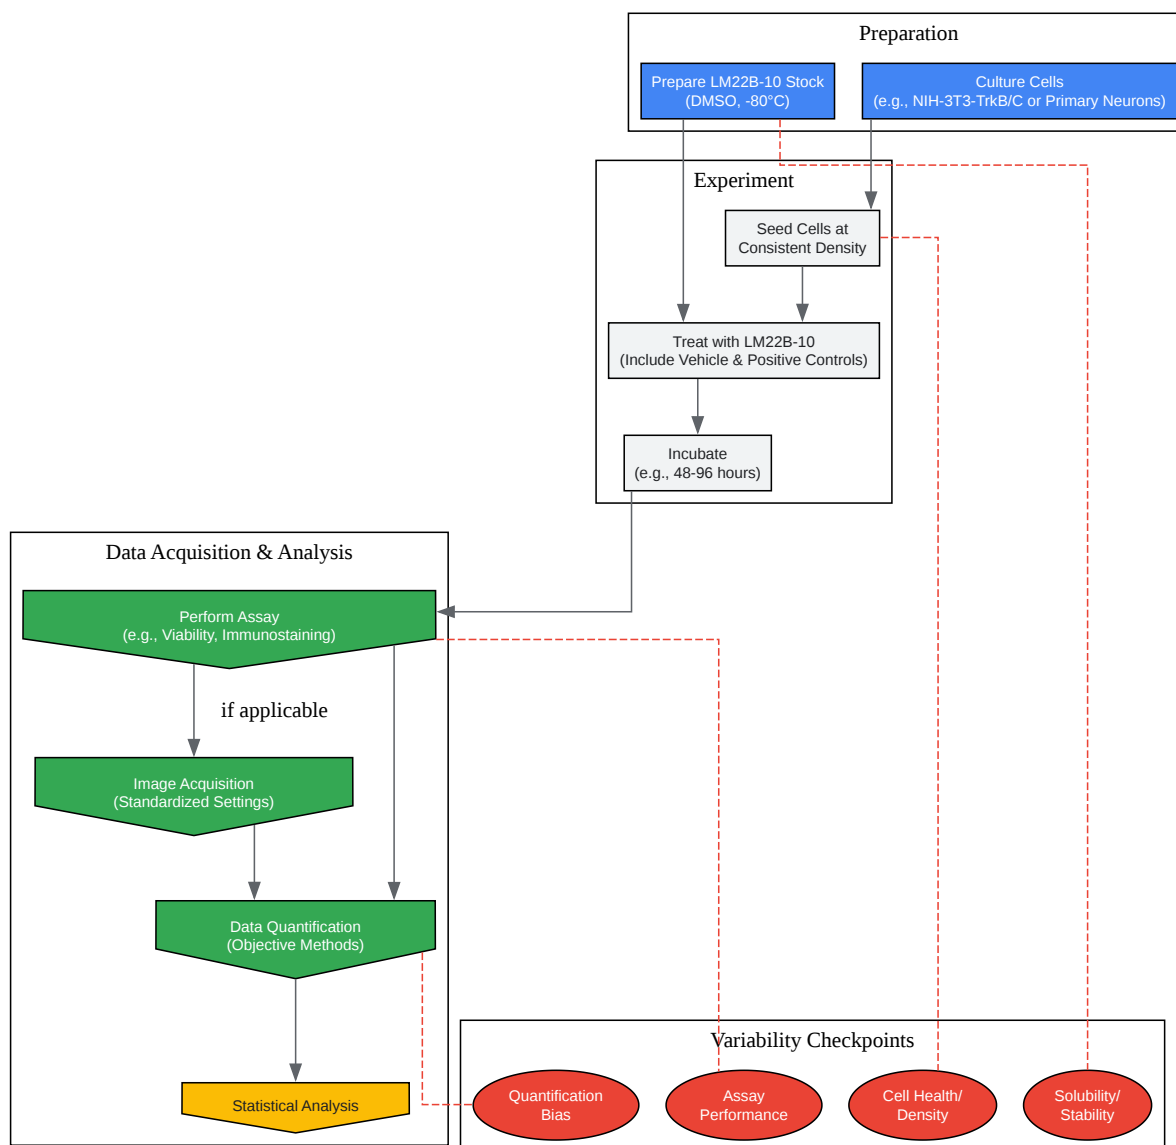 Preparation
Prepare LM22B-10 Stock
(DMSO, -80°C)
Culture Cells
(e.g., NIH-3T3-TrkB/C or Primary Neurons)
Experiment
Seed Cells at
Consistent Density
Treat with LM22B-10
(Include Vehicle & Positive Controls)
Incubate
(e.g., 48-96 hours)
Data Acquisition & Analysis
Perform Assay
(e.g., Viability, Immunostaining)
if applicable
Image Acquisition
(Standardized Settings)
Data Quantification
(Objective Methods)
Statistical Analysis
Variability Checkpoints
Quantification
Bias
Assay
Performance
Cell Health/
Density
Solubility/
Stability